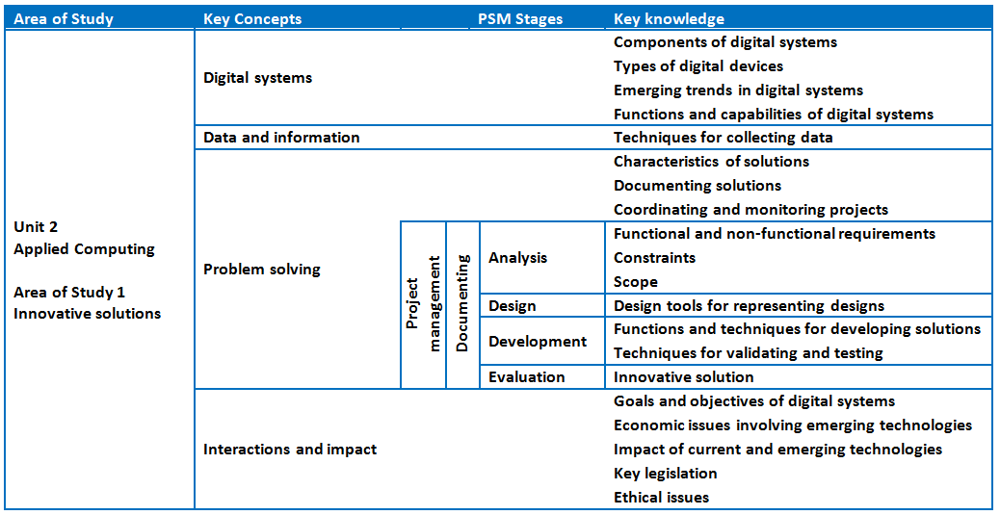 Area of Study Key Concepts PSM Stages Key knowledge
Unit 2
Applied Computing
Area of Study 1
Innovative solutions
Digital systems
Components of digital systems
Types of digital devices
Emerging trends in digital systems
Functions and capabilities of digital systems
Data and information
Techniques for collecting data
Problem solving
Characteristics of solutions
Documenting solutions
Coordinating and monitoring projects
Project
management
Documenting
Analysis
Functional and non-functional requirements
Constraints
Scope
Design
Design tools for representing designs
Development
Functions and techniques for developing solutions
Techniques for validating and testing
Evaluation
Innovative solution
Interactions and impact
Goals and objectives of digital systems
Economic issues involving emerging technologies
Impact of current and emerging technologies
Key legislation
Ethical issues